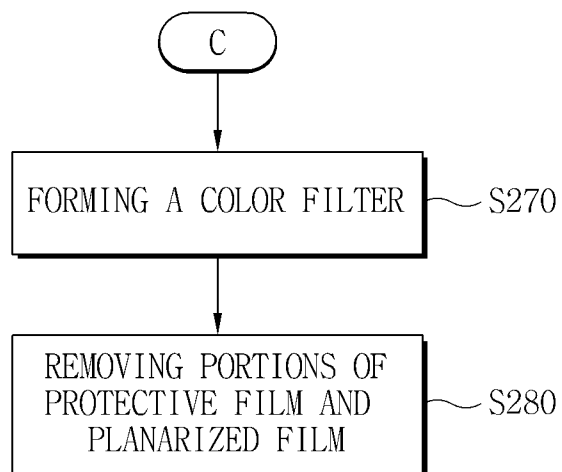 C
FORMING A COLOR FILTER
S270
REMOVING PORTIONS OF
PROTECTIVE FILM AND
PLANARIZED FILM
S280